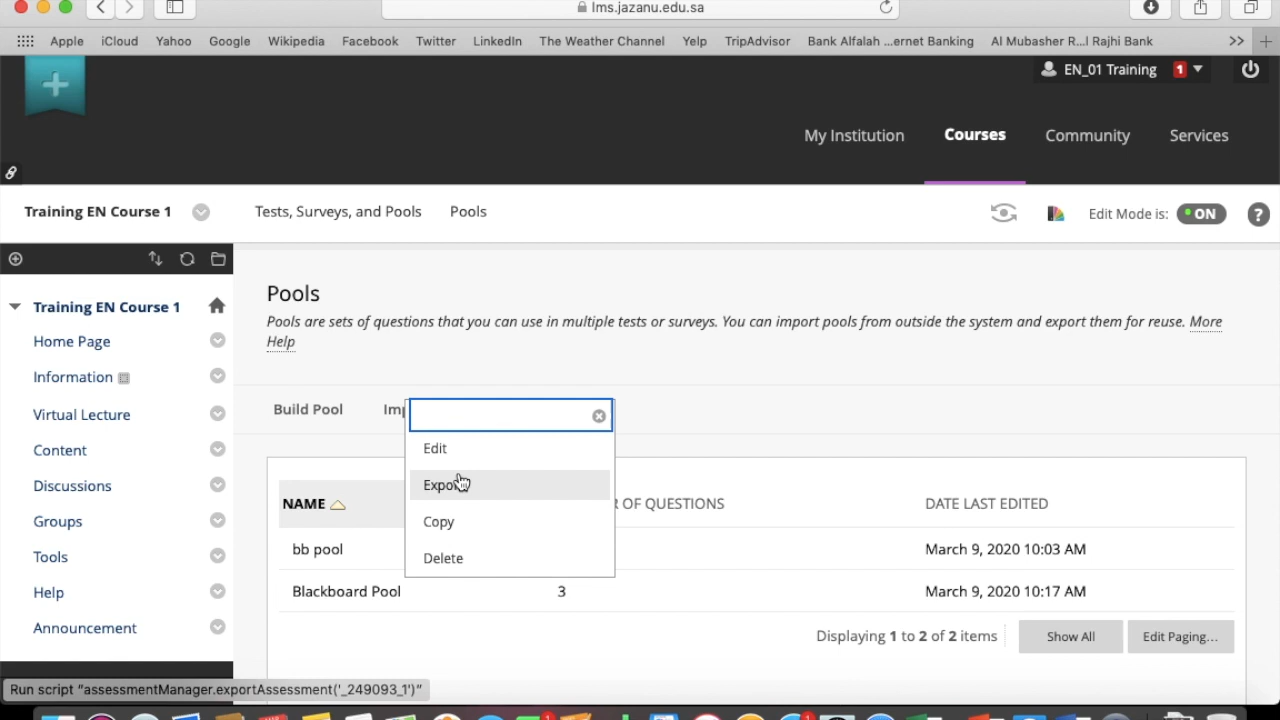 lms.jazanu.edu.sa
Apple iCloud Yahoo Google Wikipedia Facebook Twitter LinkedIn The Weather Channel Yelp TripAdvisor Bank Alfalah ...ernet Banking Al Mubasher R...l Rajhi Bank >>
EN_01 Training 1
My Institution Courses Community Services
Training EN Course 1 Tests, Surveys, and Pools Pools Edit Mode is: ON ?
Training EN Course 1
Home Page
Information
Virtual Lecture
Content
Discussions
Groups
Tools
Help
Announcement
Pools
Pools are sets of questions that you can use in multiple tests or surveys. You can import pools from outside the system and export them for reuse. More
Help
Build Pool Imp
Edit
Export
Copy
Delete
NAME R OF QUESTIONS DATE LAST EDITED
bb pool March 9, 2020 10:03 AM
Blackboard Pool 3 March 9, 2020 10:17 AM
Displaying 1 to 2 of 2 items Show All Edit Paging...
Run script "assessmentManager.exportAssessment('_249093_1')"